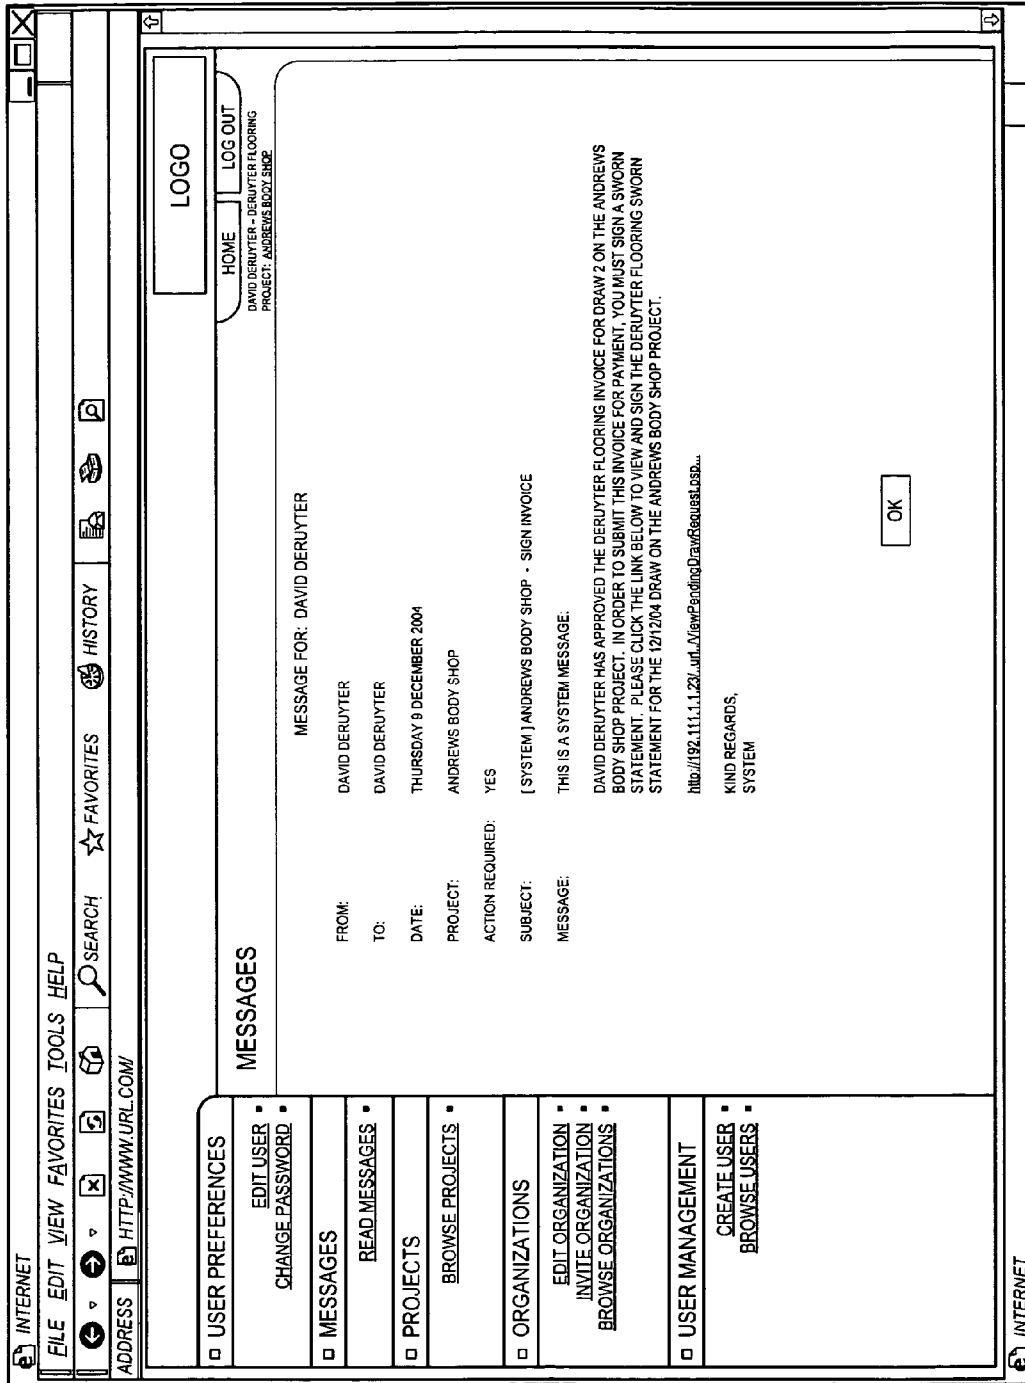 INTERNET
FILE EDIT VIEW FAVORITES TOOLS HELP
SEARCH FAVORITES HISTORY
ADDRESS HTTP://WWW.URL.COM/
LOGO
HOME LOG OUT
DAVID DERUYTER - DERUYTER FLOORING
PROJECT: ANDREWS BODY SHOP
USER PREFERENCES
EDIT USER
CHANGE PASSWORD
MESSAGES
READ MESSAGES
PROJECTS
BROWSE PROJECTS
ORGANIZATIONS
EDIT ORGANIZATION
INVITE ORGANIZATION
BROWSE ORGANIZATIONS
USER MANAGEMENT
CREATE USER
BROWSE USERS
MESSAGES
MESSAGE FOR: DAVID DERUYTER
FROM: DAVID DERUYTER
TO: DAVID DERUYTER
DATE: THURSDAY 9 DECEMBER 2004
PROJECT: ANDREWS BODY SHOP
ACTION REQUIRED: YES
SUBJECT: [ SYSTEM ] ANDREWS BODY SHOP - SIGN INVOICE
MESSAGE: THIS IS A SYSTEM MESSAGE:
DAVID DERUYTER HAS APPROVED THE DERUYTER FLOORING INVOICE FOR DRAW 2 ON THE ANDREWS
BODY SHOP PROJECT. IN ORDER TO SUBMIT THIS INVOICE FOR PAYMENT, YOU MUST SIGN A SWORN
STATEMENT. PLEASE CLICK THE LINK BELOW TO VIEW AND SIGN THE DERUYTER FLOORING SWORN
STATEMENT FOR THE 12/12/04 DRAW ON THE ANDREWS BODY SHOP PROJECT.
http://192.111.1.1.23/..url../ViewPendingDrawRequest.psp...
KIND REGARDS,
SYSTEM
OK
INTERNET